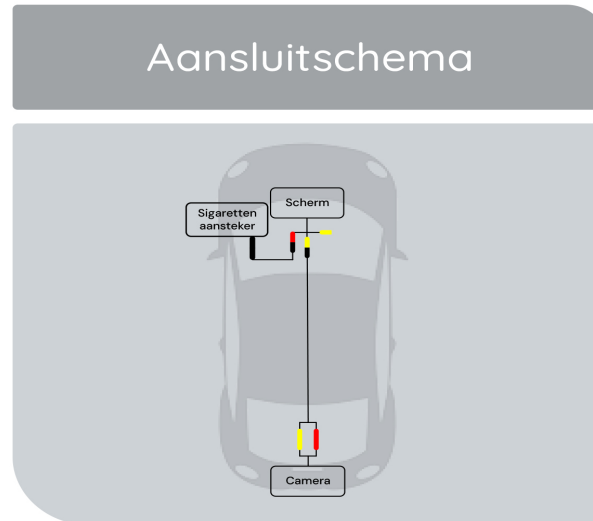 Aansluitschema
Scherm
Sigaretten
aansteker
Camera